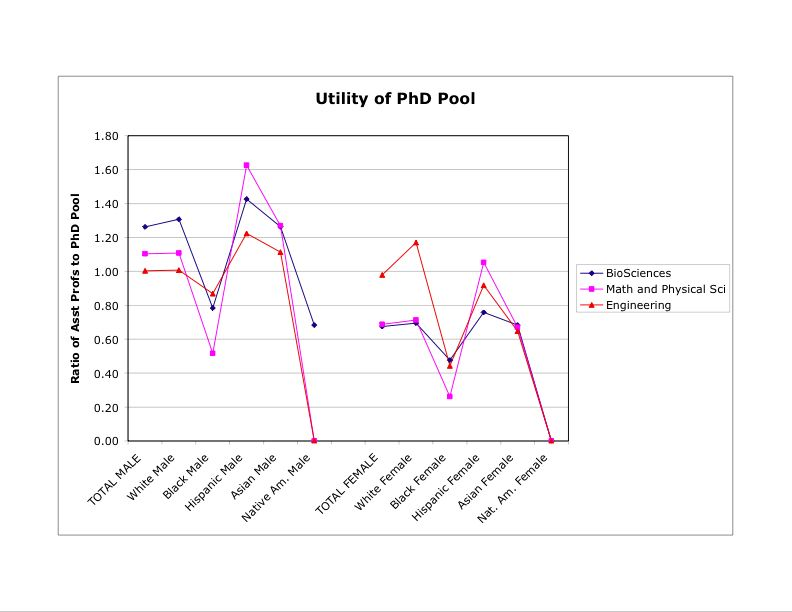 Utility of PhD Pool
Ratio of Asst Profs to PhD Pool
1.80
1.60
1.40
1.20
1.00
0.80
0.60
0.40
0.20
0.00
TOTAL MALE
White Male
Black Male
Hispanic Male
Asian Male
Native Am. Male
TOTAL FEMALE
White Female
Black Female
Hispanic Female
Asian Female
Nat. Am. Female
BioSciences
Math and Physical Sci
Engineering